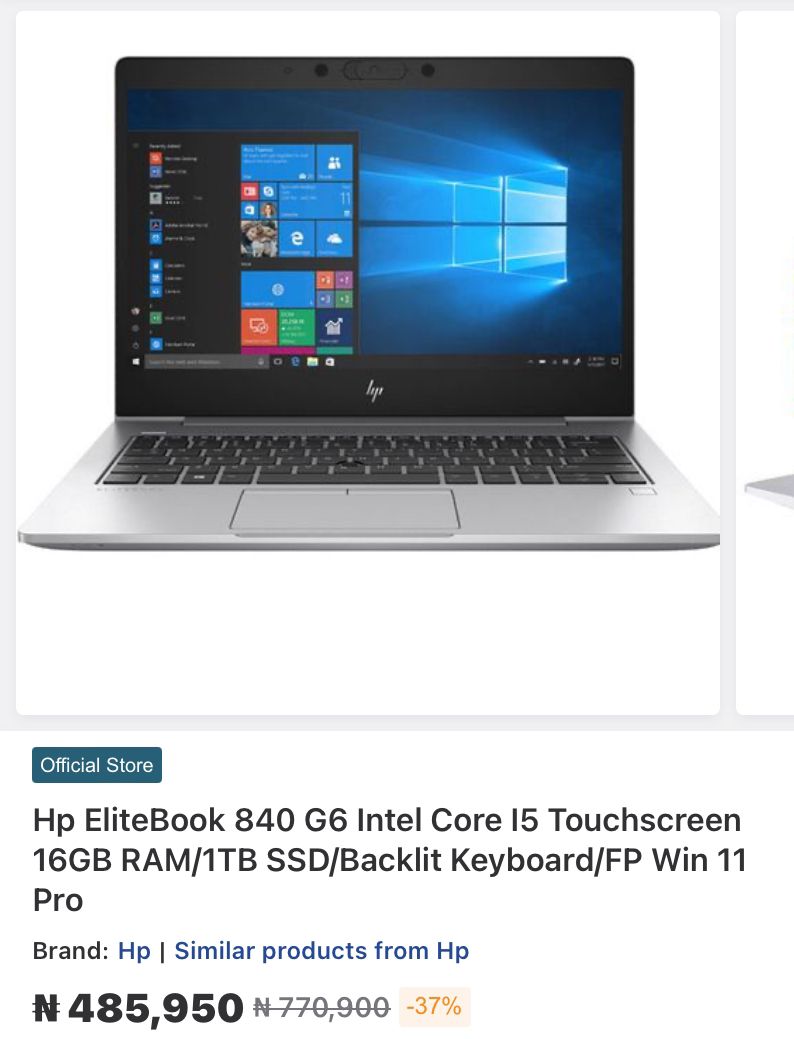 hp
Official Store
Hp EliteBook 840 G6 Intel Core I5 Touchscreen
16GB RAM/1TB SSD/Backlit Keyboard/FP Win 11
Pro
Brand: Hp | Similar products from Hp
₦ 485,950 ₦ 770,900 -37%